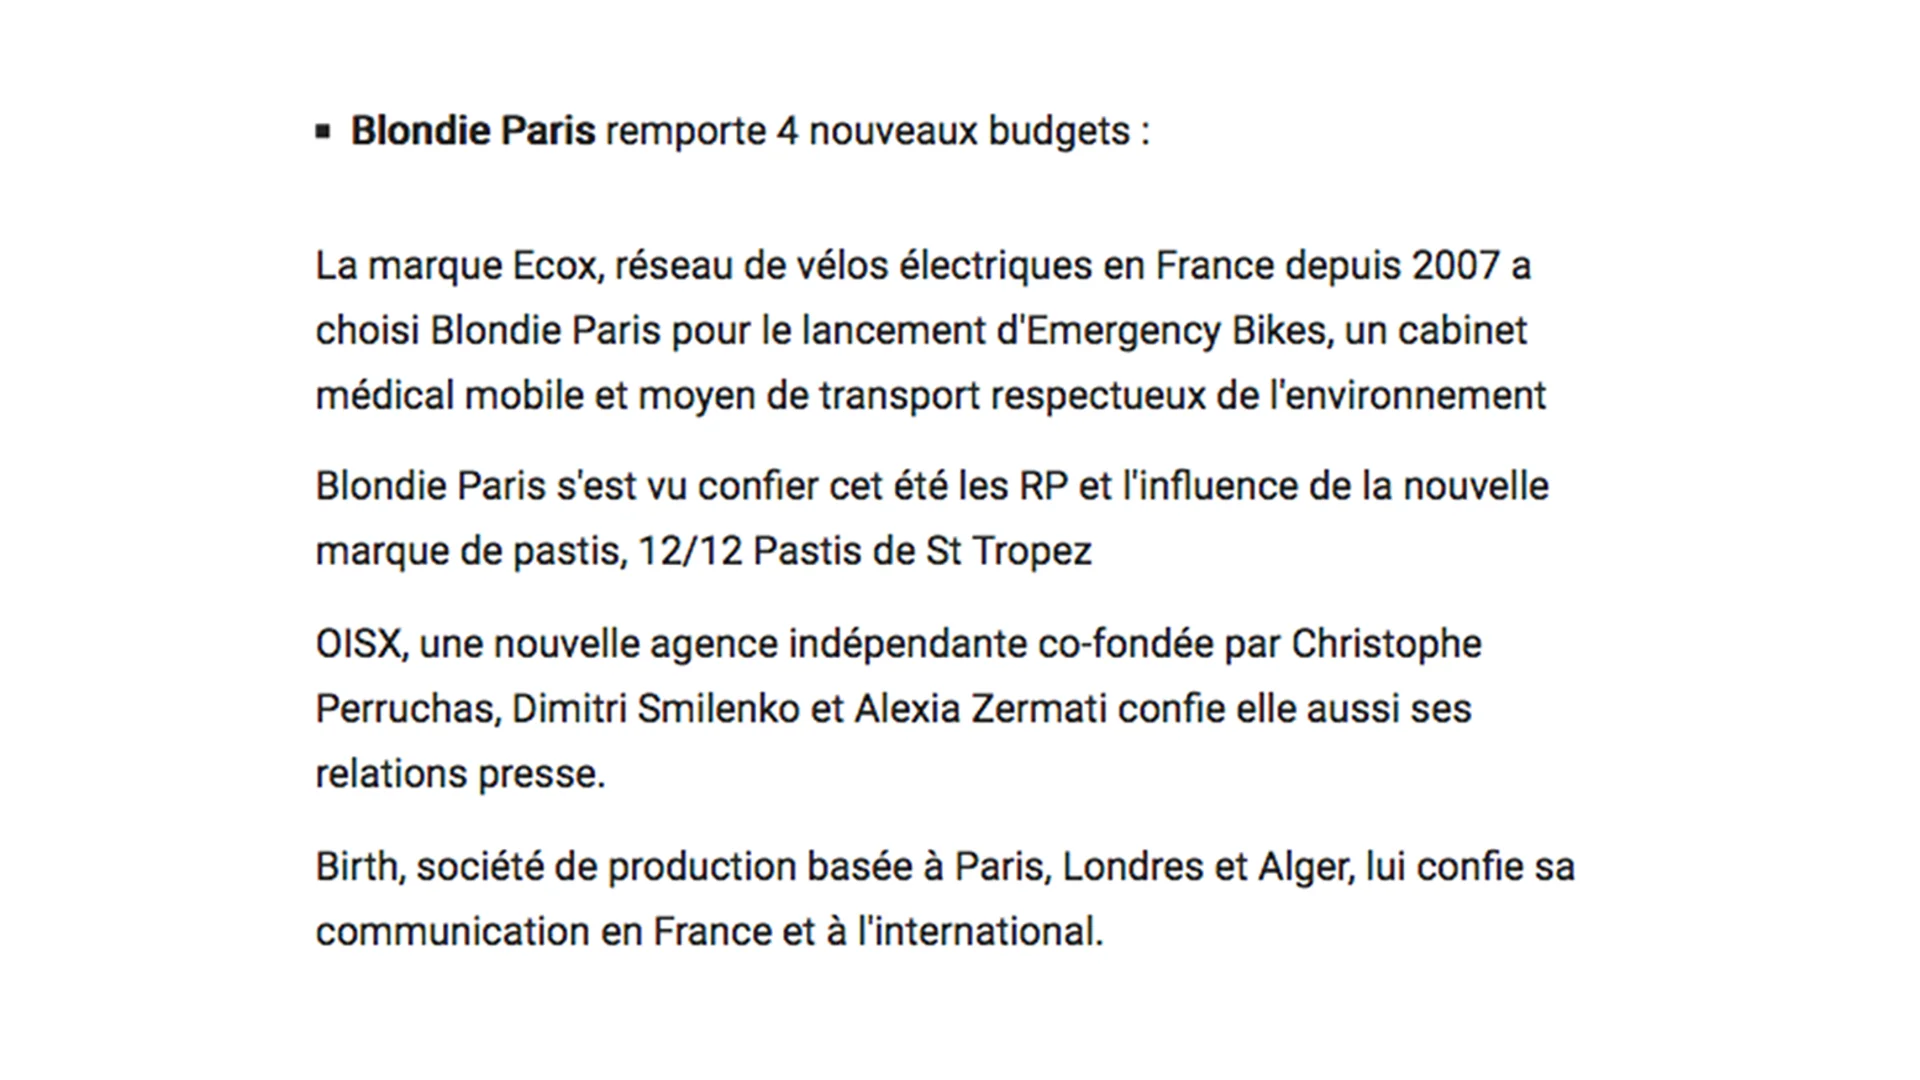 ▪ Blondie Paris remporte 4 nouveaux budgets :
La marque Ecox, réseau de vélos électriques en France depuis 2007 a
choisi Blondie Paris pour le lancement d'Emergency Bikes, un cabinet
médical mobile et moyen de transport respectueux de l'environnement
Blondie Paris s'est vu confier cet été les RP et l'influence de la nouvelle
marque de pastis, 12/12 Pastis de St Tropez
OISX, une nouvelle agence indépendante co-fondée par Christophe
Perruchas, Dimitri Smilenko et Alexia Zermati confie elle aussi ses
relations presse.
Birth, société de production basée à Paris, Londres et Alger, lui confie sa
communication en France et à l'international.